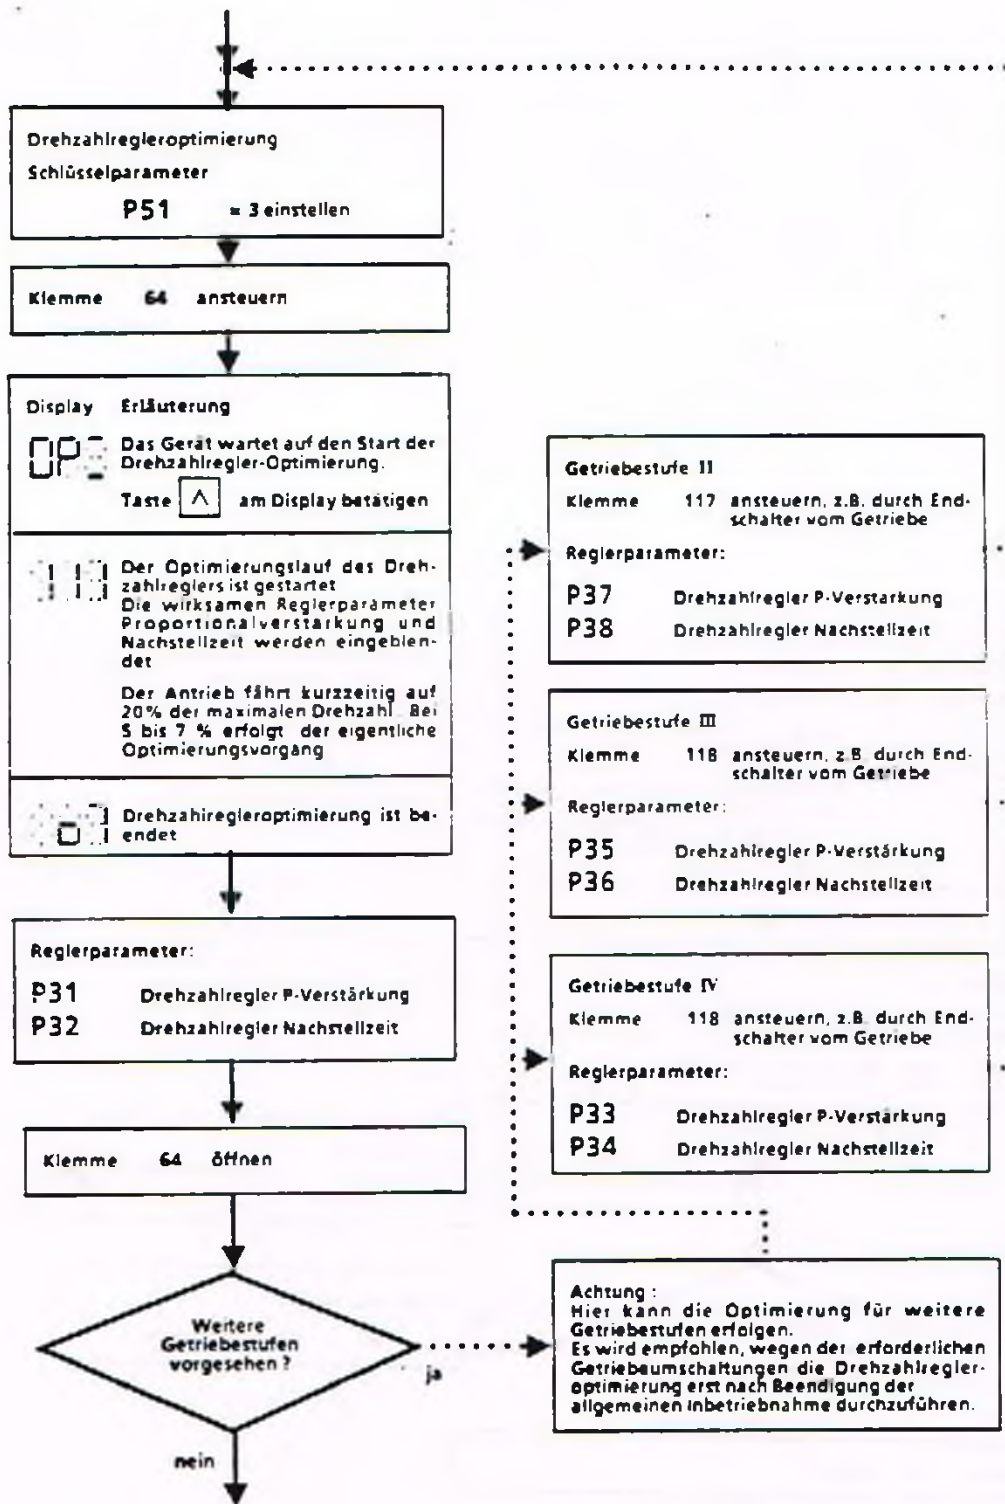 Drehzahlregleroptimierung
Schlüsselparameter
P51 = 3 einstellen
Klemme 64 ansteuern
Display Erläuterung
Das Gerät wartet auf den Start der
Drehzahlregler-Optimierung.
Taste ∧ am Display betätigen
Der Optimierungslauf des Dreh-
zahlreglers ist gestartet
Die wirksamen Reglerparameter
Proportionalverstärkung und
Nachstellzeit werden eingeblen-
det
Der Antrieb fährt kurzzeitig auf
20% der maximalen Drehzahl. Bei
5 bis 7 % erfolgt der eigentliche
Optimierungsvorgang
Drehzahlregleroptimierung ist be-
endet
Reglerparameter:
P31 Drehzahlregler P-Verstärkung
P32 Drehzahlregler Nachstellzeit
Klemme 64 öffnen
Weitere
Getriebestufen
vorgesehen ?
ja
nein
Getriebestufe II
Klemme 117 ansteuern, z.B. durch End-
schalter vom Getriebe
Reglerparameter:
P37 Drehzahlregler P-Verstarkung
P38 Drehzahlregler Nachstellzeit
Getriebestufe III
Klemme 118 ansteuern, z.B. durch End-
schalter vom Getriebe
Reglerparameter:
P35 Drehzahlregler P-Verstärkung
P36 Drehzahlregler Nachstellzeit
Getriebestufe IV
Klemme 118 ansteuern, z.B. durch End-
schalter vom Getriebe
Reglerparameter:
P33 Drehzahlregler P-Verstärkung
P34 Drehzahlregler Nachstellzeit
Achtung :
Hier kann die Optimierung für weitere
Getriebestufen erfolgen.
Es wird empfohlen, wegen der erforderlichen
Getriebeumschaltungen die Drehzahlregler-
optimierung erst nach Beendigung der
allgemeinen Inbetriebnahme durchzuführen.